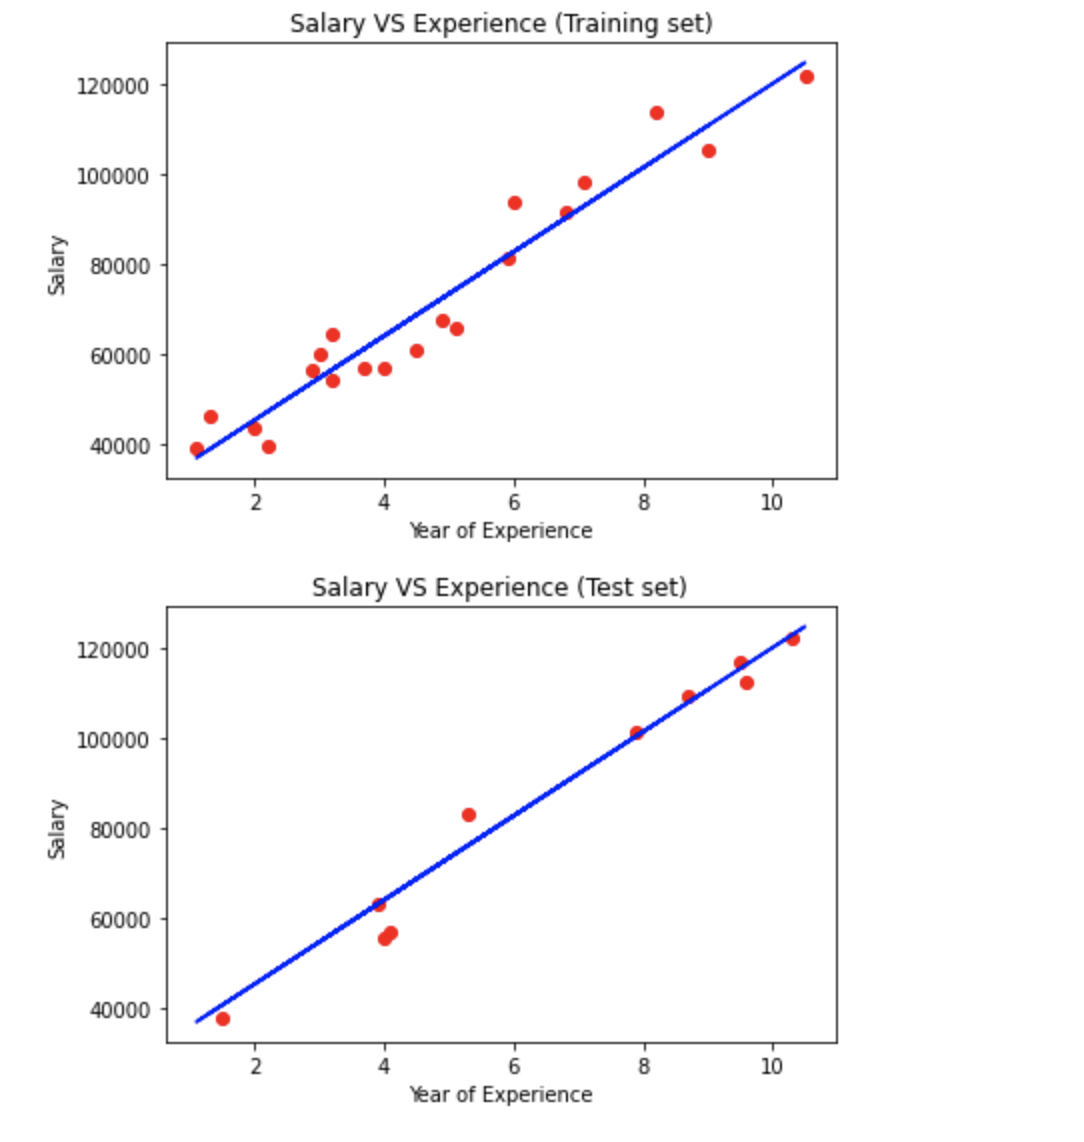 Salary VS Experience (Training set)
120000
100000
80000
60000
40000
Salary
2 4 6 8 10
Year of Experience
Salary VS Experience (Test set)
120000
100000
80000
60000
40000
Salary
2 4 6 8 10
Year of Experience